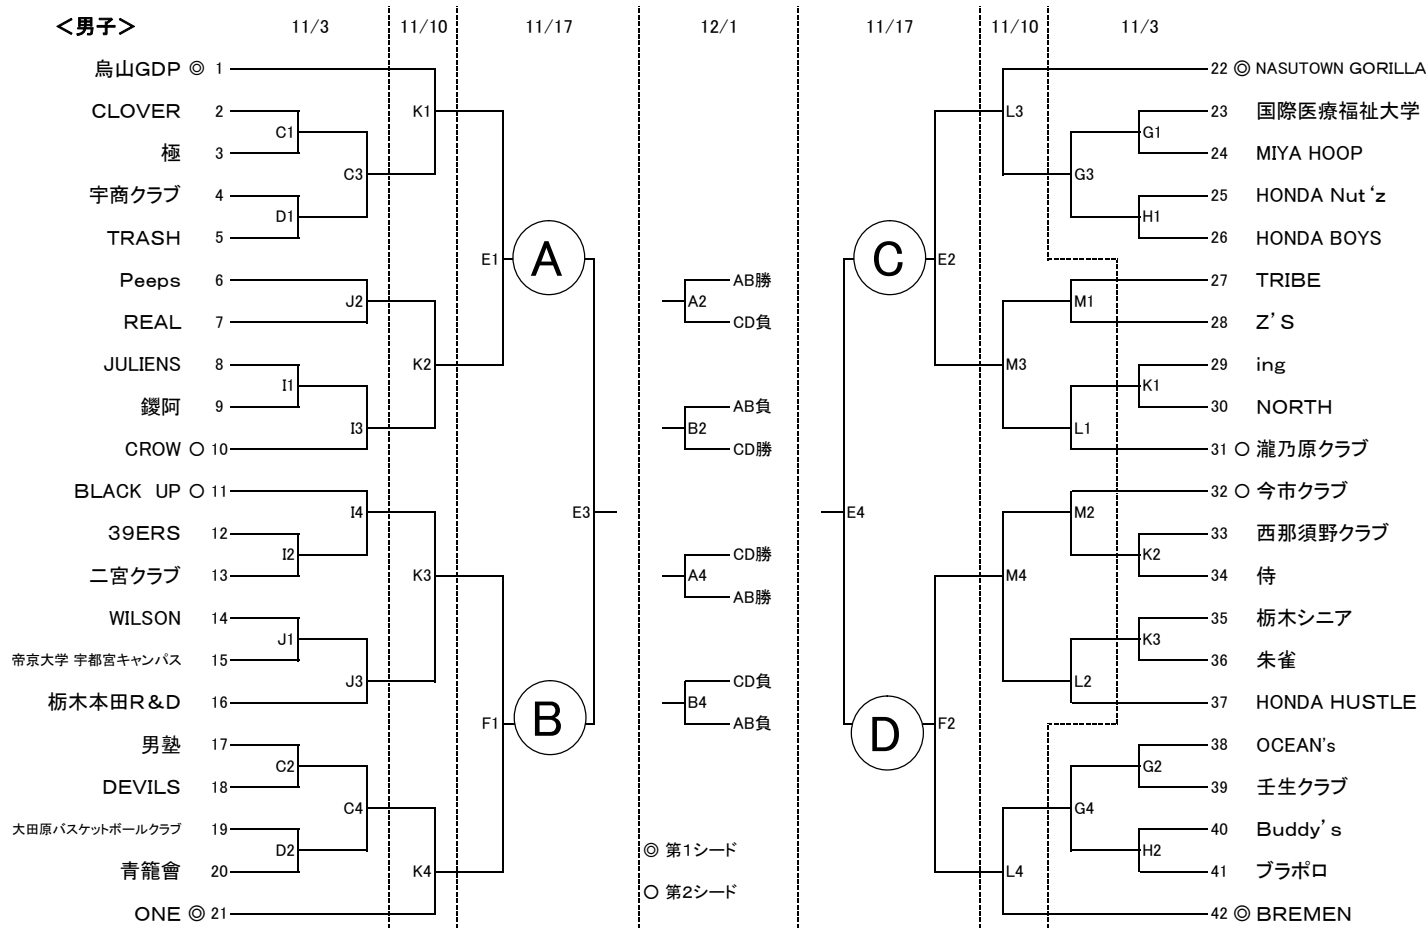 ＜男子＞ 11/3 11/10 11/17 12/1 11/17 11/10 11/3
烏山GDP ◎ 1 22 ◎ NASUTOWN GORILLA
CLOVER 2 K1 L3 23 国際医療福祉大学
C1 G1
極 3 24 MIYA HOOP
C3 G3
宇商クラブ 4 25 HONDA Nut‘z
D1 H1
TRASH 5 26 HONDA BOYS
E1 A C E2
Peeps 6 AB勝 27 TRIBE
J2 A2 M1
REAL 7 CD負 28 Z’S
JULIENS 8 K2 M3 29 ing
I1 K1
鑁阿 9 AB負 30 NORTH
I3 B2 L1
CROW ○ 10 CD勝 31 ○ 瀧乃原クラブ
BLACK UP ○ 11 32 ○ 今市クラブ
I4 E3 E4 M2
39ERS 12 33 西那須野クラブ
I2 CD勝 K2
二宮クラブ 13 K3 A4 M4 34 侍
AB勝
WILSON 14 35 栃木シニア
J1 K3
帝京大学 宇都宮キャンパス 15 36 朱雀
J3 CD負 L2
栃木本田R＆D 16 B4 37 HONDA HUSTLE
F1 B AB負 D F2
男塾 17 38 OCEAN's
C2 G2
DEVILS 18 39 壬生クラブ
C4 G4
大田原バスケットボールクラブ 19 40 Buddy’s
D2 ◎ 第1シード H2
青龍會 20 K4 L4 41 ブラポロ
○ 第2シード
ONE ◎ 21 42 ◎ BREMEN